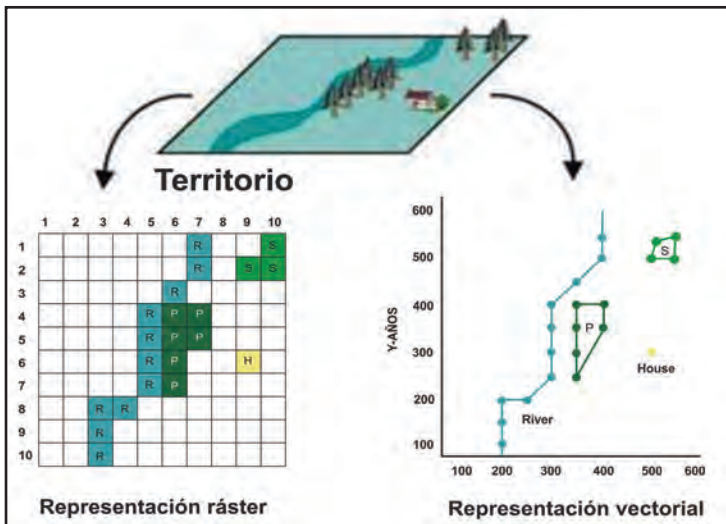 Territorio
1 2 3 4 5 6 7 8 9 10
1 R S
2 R S S
3 R
4 R P P
5 R P P
6 R P H
7 R P
8 R R
9 R
10 R
Representación ráster
600
500
400
300
200
100
Y-AÑOS
S
P
House
River
100 200 300 400 500 600
Representación vectorial